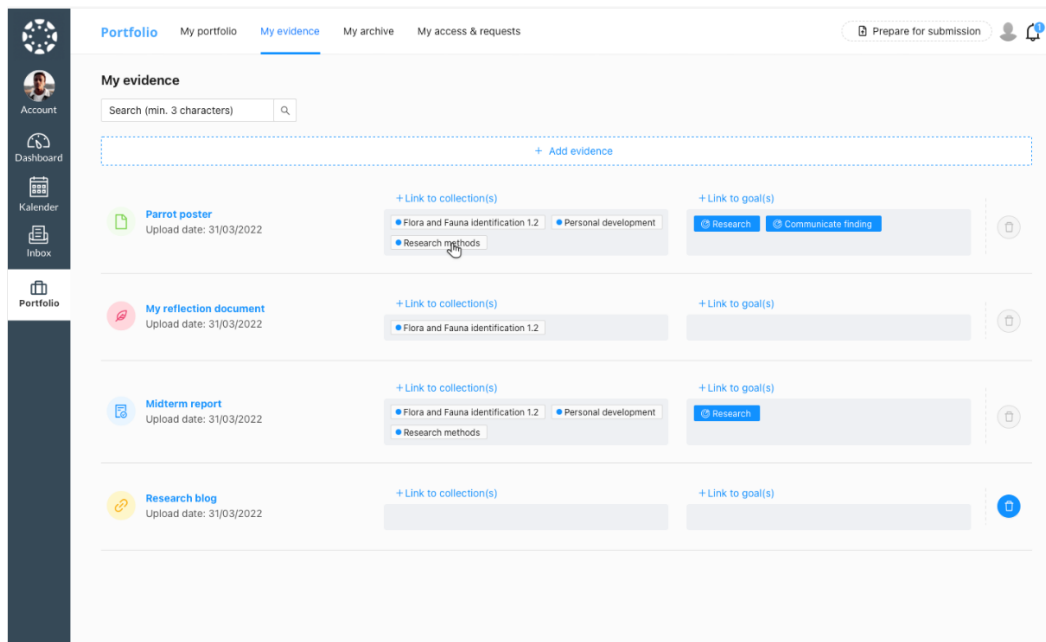 Portfolio My portfolio My evidence My archive My access & requests Prepare for submission 1
Account
Dashboard
Kalender
Inbox
Portfolio
My evidence
Search (min. 3 characters)
+ Add evidence
Parrot poster
Upload date: 31/03/2022
+Link to collection(s)
Flora and Fauna identification 1.2 Personal development
Research methods
+Link to goal(s)
Research Communicate finding
My reflection document
Upload date: 31/03/2022
+Link to collection(s)
Flora and Fauna identification 1.2
+Link to goal(s)
Midterm report
Upload date: 31/03/2022
+Link to collection(s)
Flora and Fauna identification 1.2 Personal development
Research methods
+Link to goal(s)
Research
Research blog
Upload date: 31/03/2022
+Link to collection(s)
+Link to goal(s)